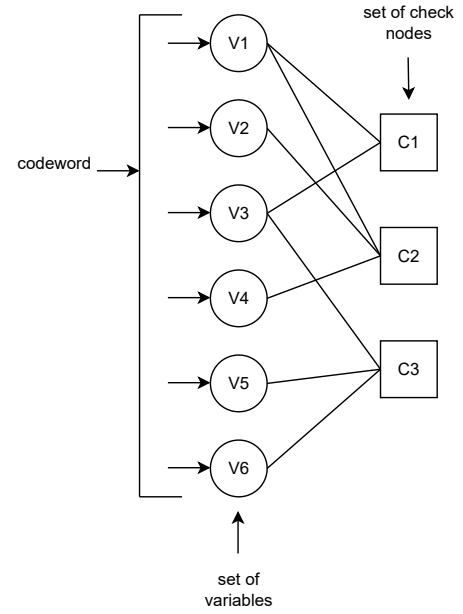 set of check
nodes
V1
V2
C1
codeword
V3
C2
V4
C3
V5
V6
set of
variables